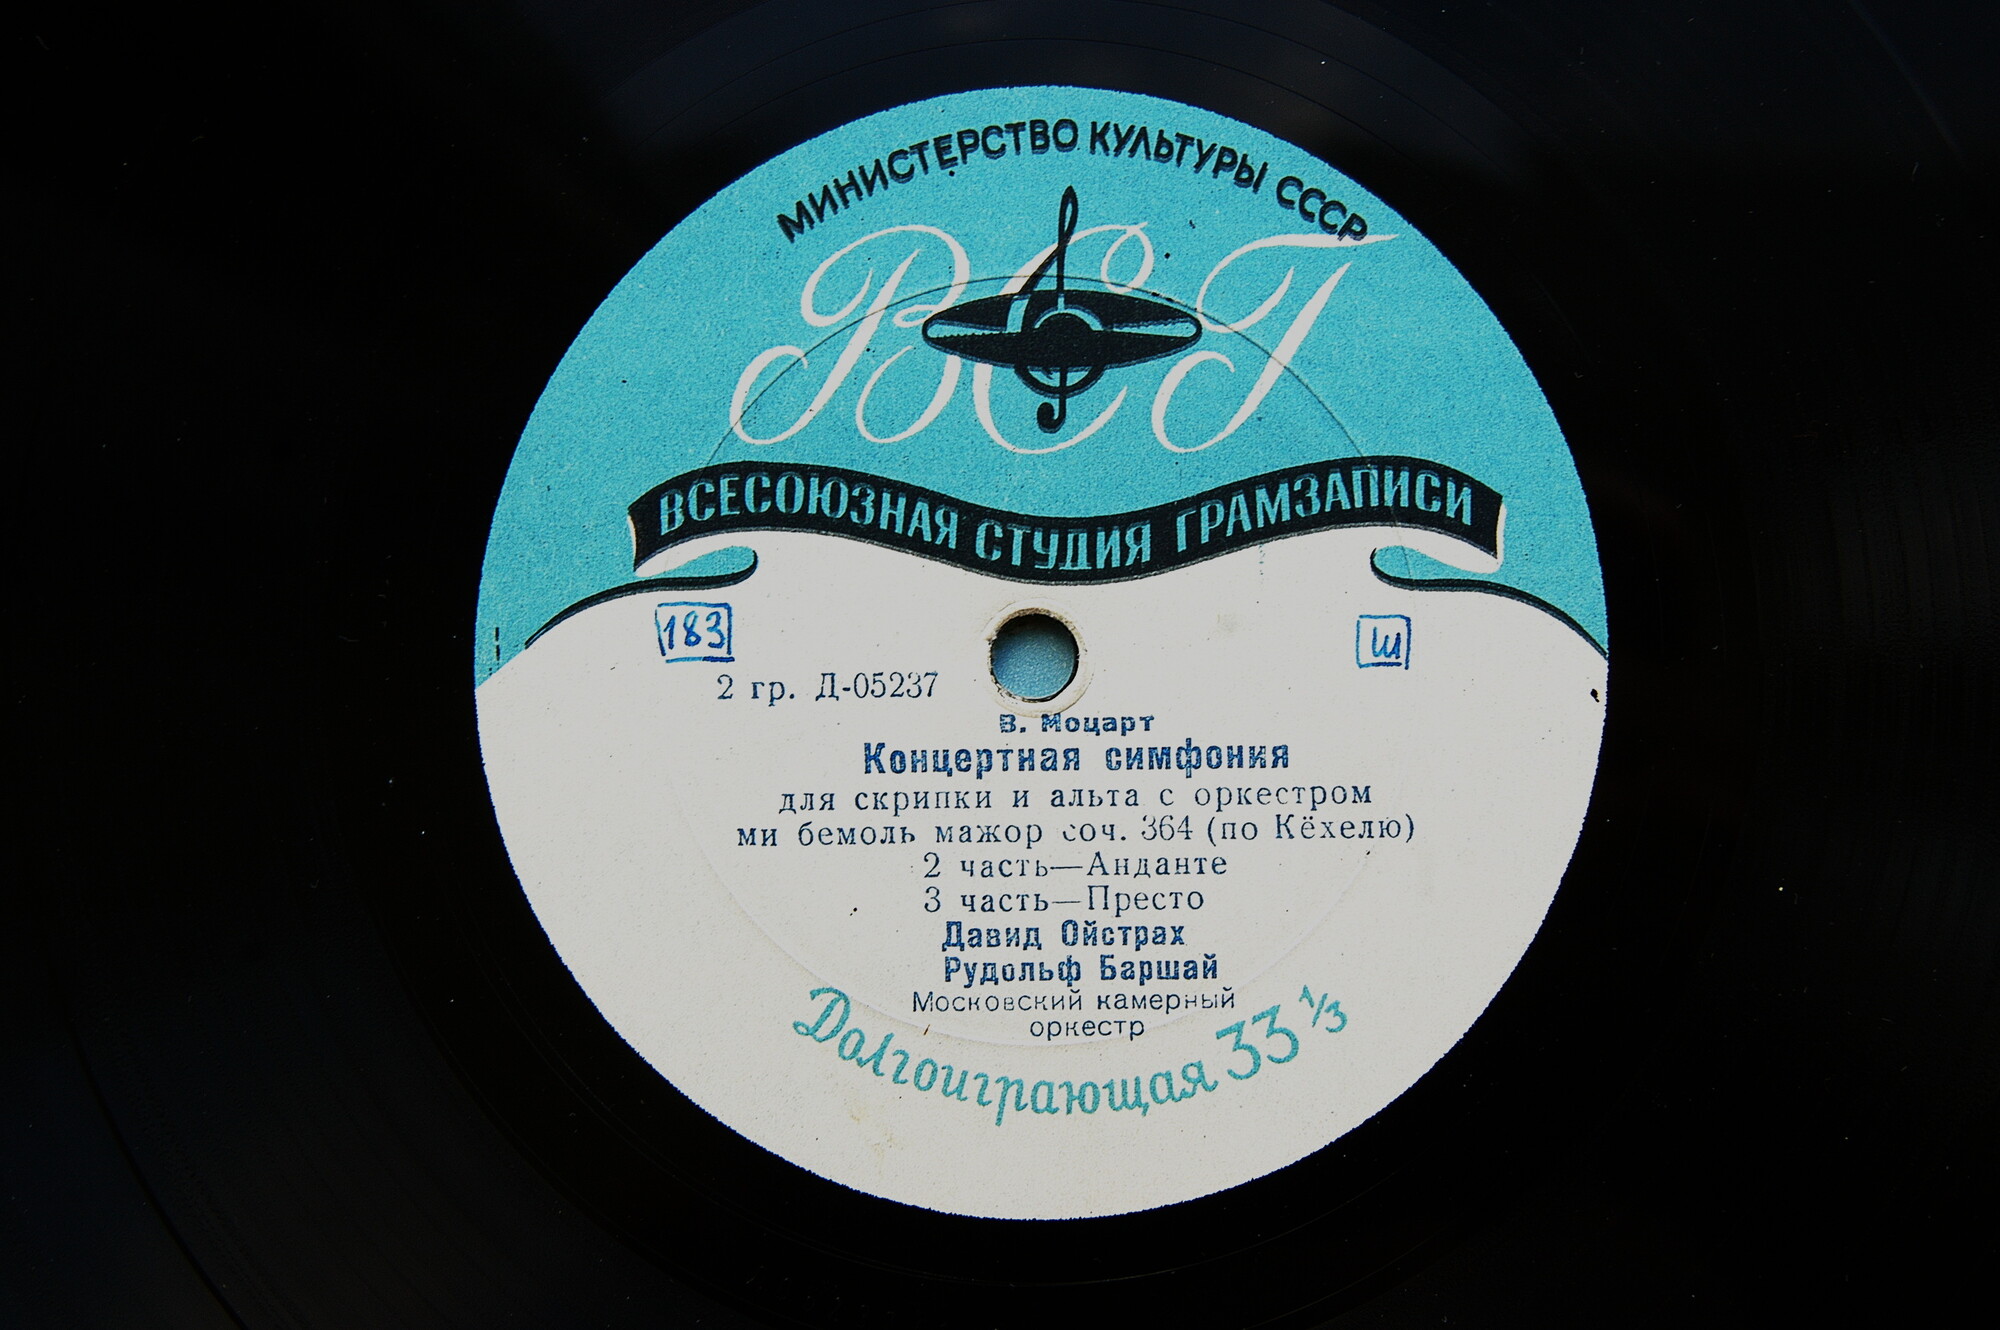 МИНИСТЕРСТВО КУЛЬТУРЫ СССР
ВСГ
ВСЕСОЮЗНАЯ СТУДИЯ ГРАМЗАПИСИ
183
Ш
2 гр. Д-05237
В. Моцарт
Концертная симфония
для скрипки и альта с оркестром
ми бемоль мажор соч. 364 (по Кёхелю)
2 часть—Анданте
3 часть—Престо
Давид Ойстрах
Рудольф Баршай
Московский камерный
оркестр
Долгоиграющая 33 1/3